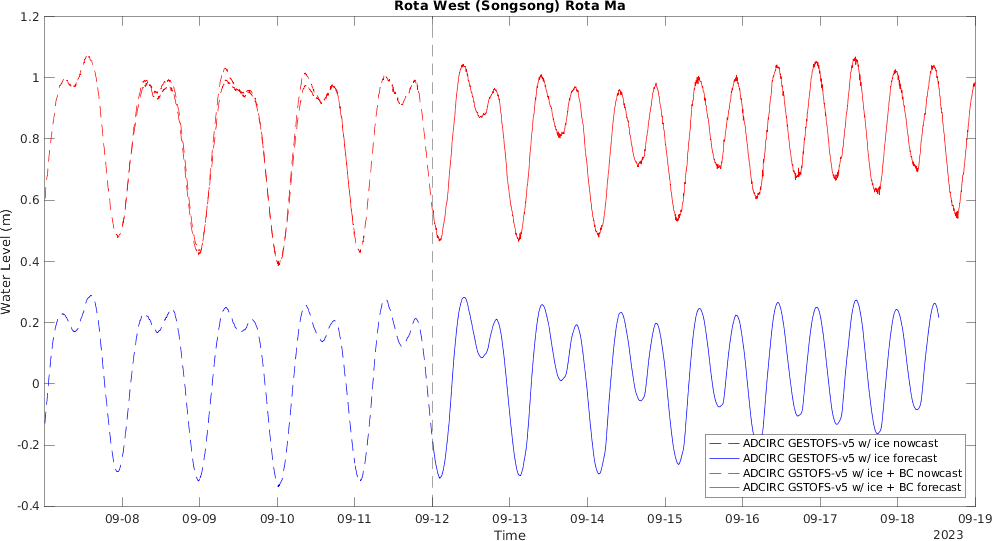 Rota West (Songsong) Rota Ma
1.2
1
0.8
0.6
0.4
0.2
0
-0.2
-0.4
Water Level (m)
ADCIRC GESTOFS-v5 w/ ice nowcast
ADCIRC GESTOFS-v5 w/ ice forecast
ADCIRC GSTOFS-v5 w/ ice + BC nowcast
ADCIRC GSTOFS-v5 w/ ice + BC forecast
09-08 09-09 09-10 09-11 09-12 09-13 09-14 09-15 09-16 09-17 09-18 09-19
Time
2023